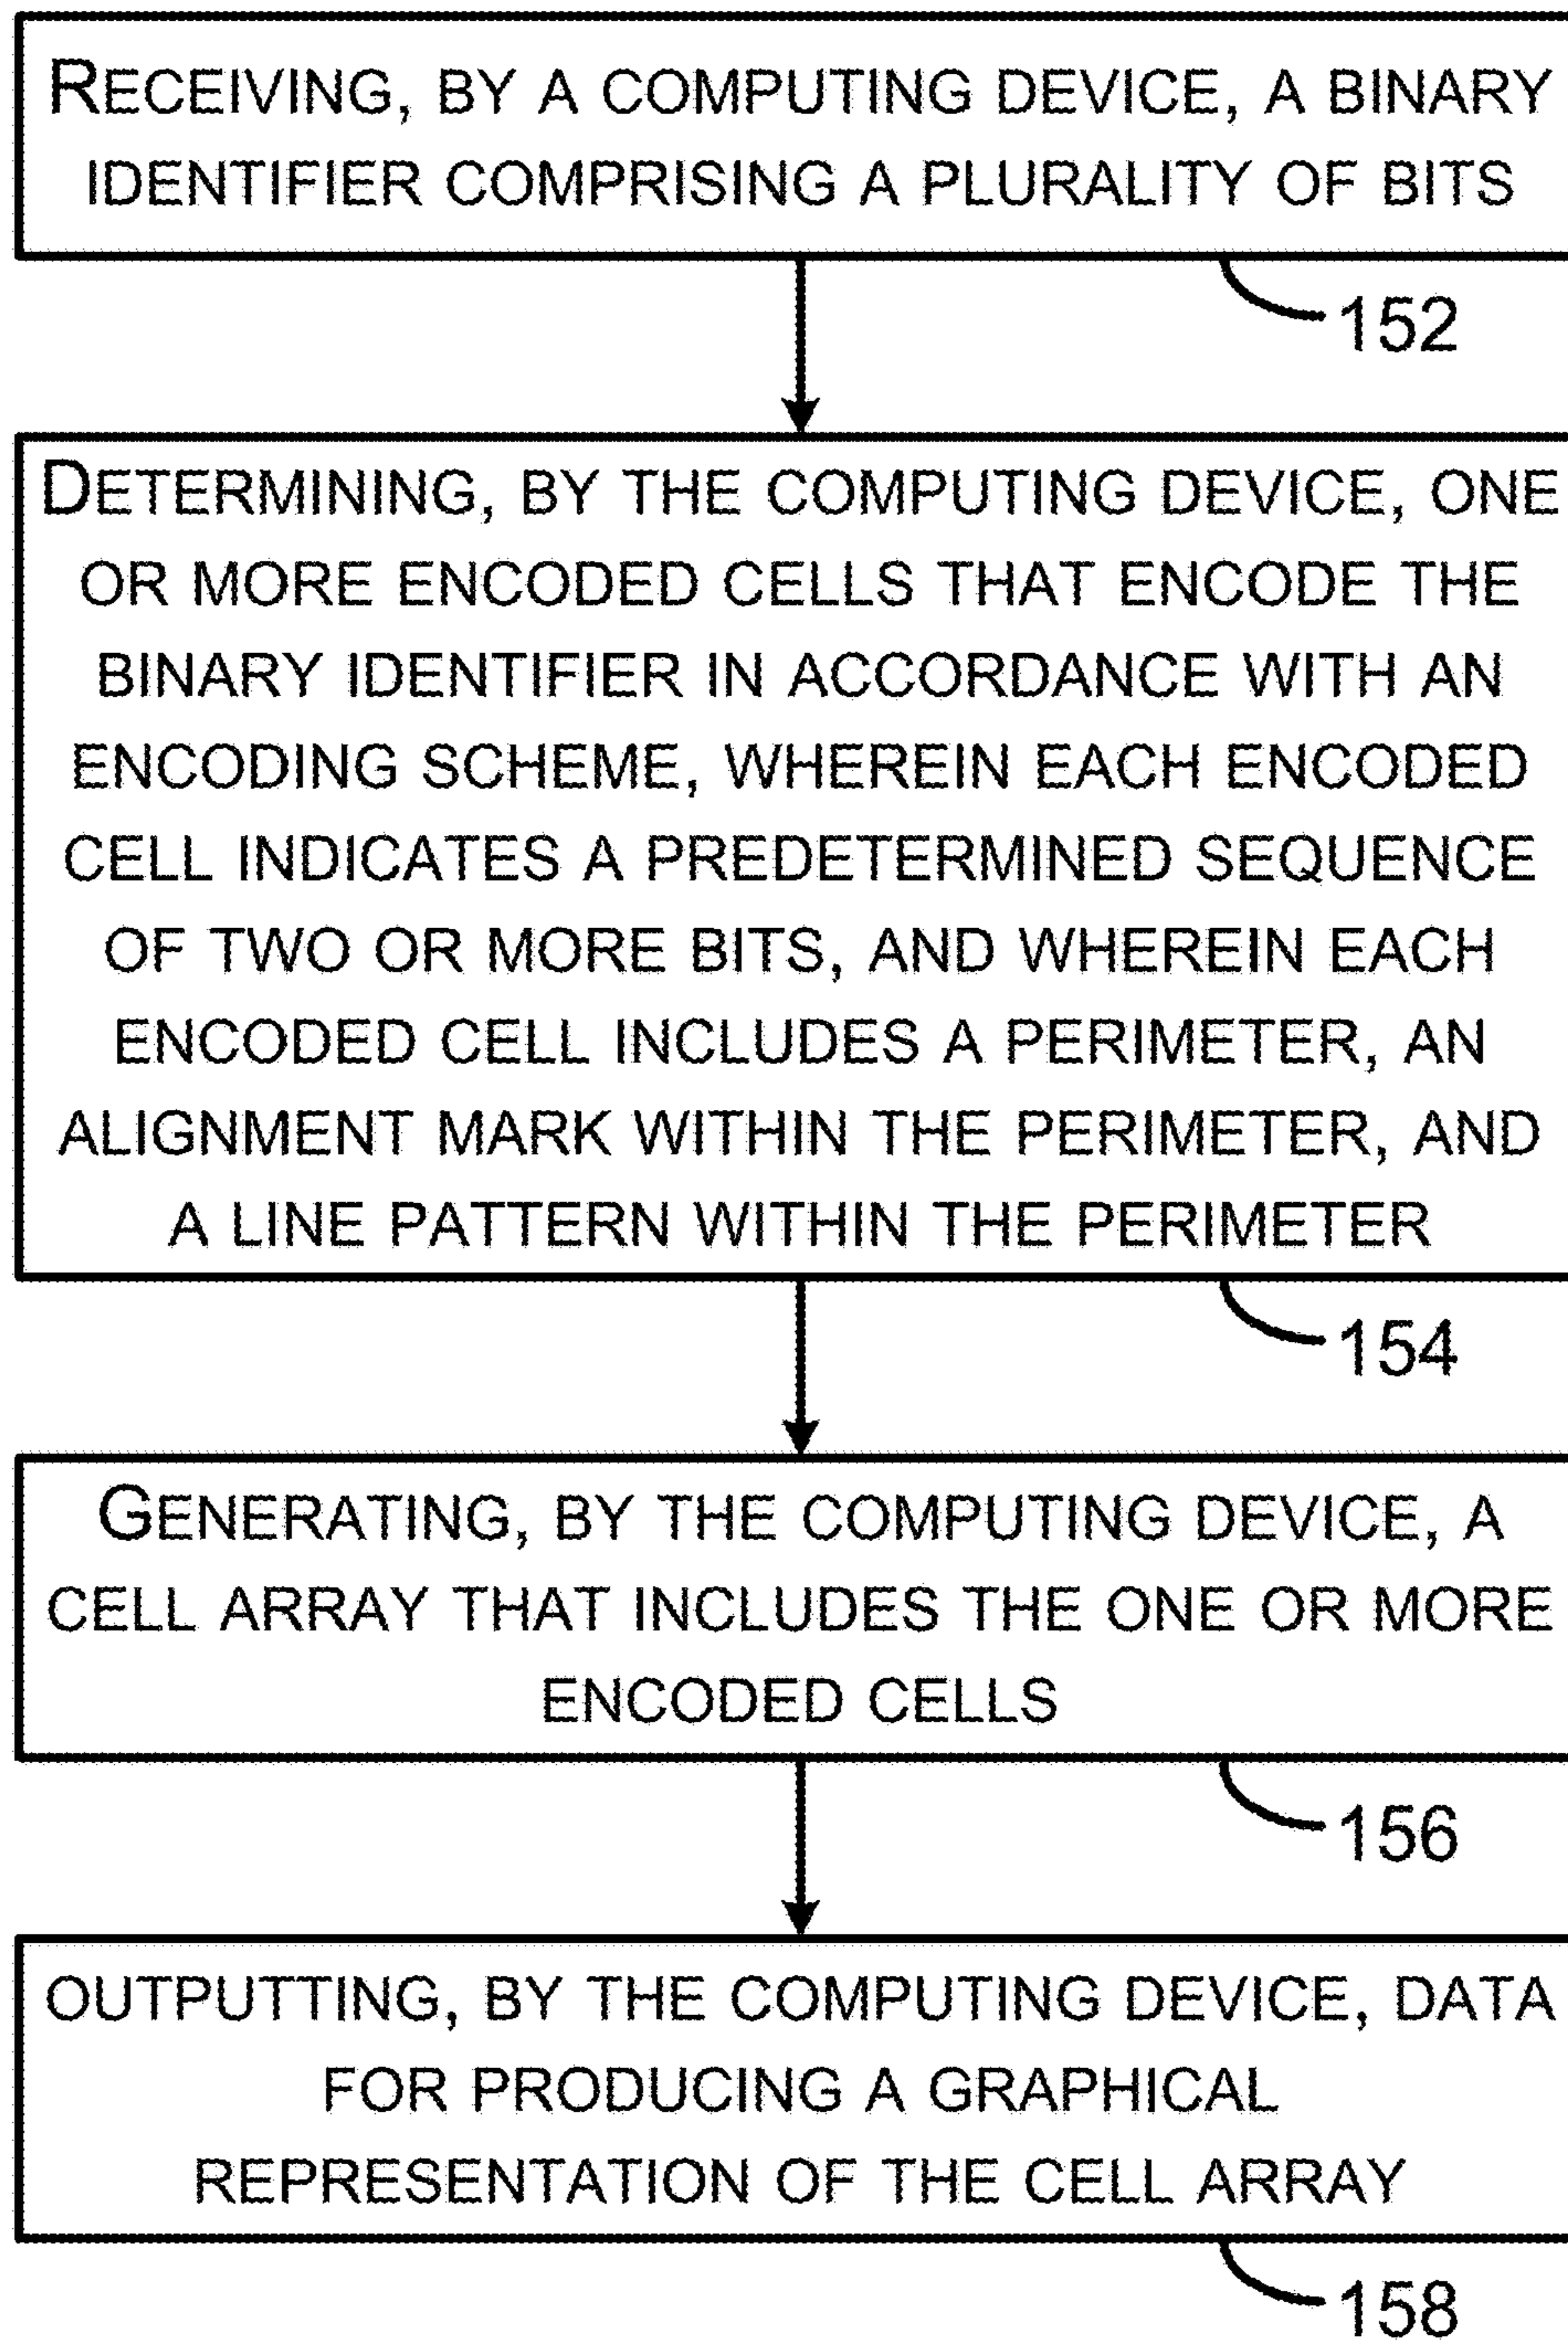 RECEIVING, BY A COMPUTING DEVICE, A BINARY
IDENTIFIER COMPRISING A PLURALITY OF BITS
152
DETERMINING, BY THE COMPUTING DEVICE, ONE
OR MORE ENCODED CELLS THAT ENCODE THE
BINARY IDENTIFIER IN ACCORDANCE WITH AN
ENCODING SCHEME, WHEREIN EACH ENCODED
CELL INDICATES A PREDETERMINED SEQUENCE
OF TWO OR MORE BITS, AND WHEREIN EACH
ENCODED CELL INCLUDES A PERIMETER, AN
ALIGNMENT MARK WITHIN THE PERIMETER, AND
A LINE PATTERN WITHIN THE PERIMETER
154
GENERATING, BY THE COMPUTING DEVICE, A
CELL ARRAY THAT INCLUDES THE ONE OR MORE
ENCODED CELLS
156
OUTPUTTING, BY THE COMPUTING DEVICE, DATA
FOR PRODUCING A GRAPHICAL
REPRESENTATION OF THE CELL ARRAY
158